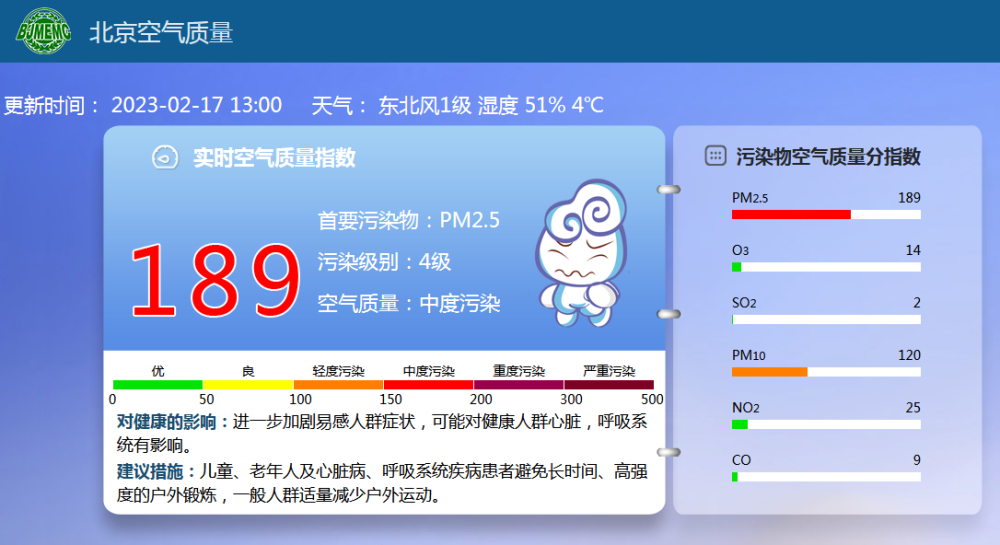 BJMEMC
北京空气质量
更新时间： 2023-02-17 13:00 天气： 东北风1级 湿度 51% 4℃
实时空气质量指数
189
首要污染物：PM2.5
污染级别：4级
空气质量：中度污染
优 良 轻度污染 中度污染 重度污染 严重污染
0 50 100 150 200 300 500
对健康的影响：进一步加剧易感人群症状，可能对健康人群心脏，呼吸系
统有影响。
建议措施：儿童、老年人及心脏病、呼吸系统疾病患者避免长时间、高强
度的户外锻炼，一般人群适量减少户外运动。
污染物空气质量分指数
PM2.5 189
O3 14
SO2 2
PM10 120
NO2 25
CO 9